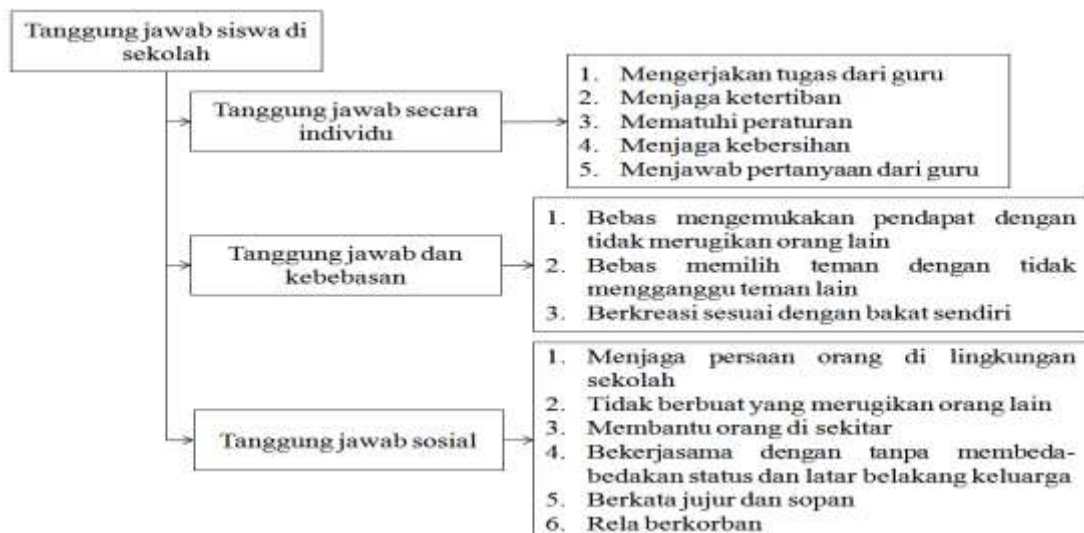 Tanggung jawab siswa di
sekolah
Tanggung jawab secara
individu
1. Mengerjakan tugas dari guru
2. Menjaga ketertiban
3. Mematuhi peraturan
4. Menjaga kebersihan
5. Menjawab pertanyaan dari guru
Tanggung jawab dan
kebebasan
1. Bebas mengemukakan pendapat dengan
tidak merugikan orang lain
2. Bebas memilih teman dengan tidak
mengganggu teman lain
3. Berkreasi sesuai dengan bakat sendiri
Tanggung jawab sosial
1. Menjaga persaan orang di lingkungan
sekolah
2. Tidak berbuat yang merugikan orang lain
3. Membantu orang di sekitar
4. Bekerjasama dengan tanpa membeda-
bedakan status dan latar belakang keluarga
5. Berkata jujur dan sopan
6. Rela berkorban